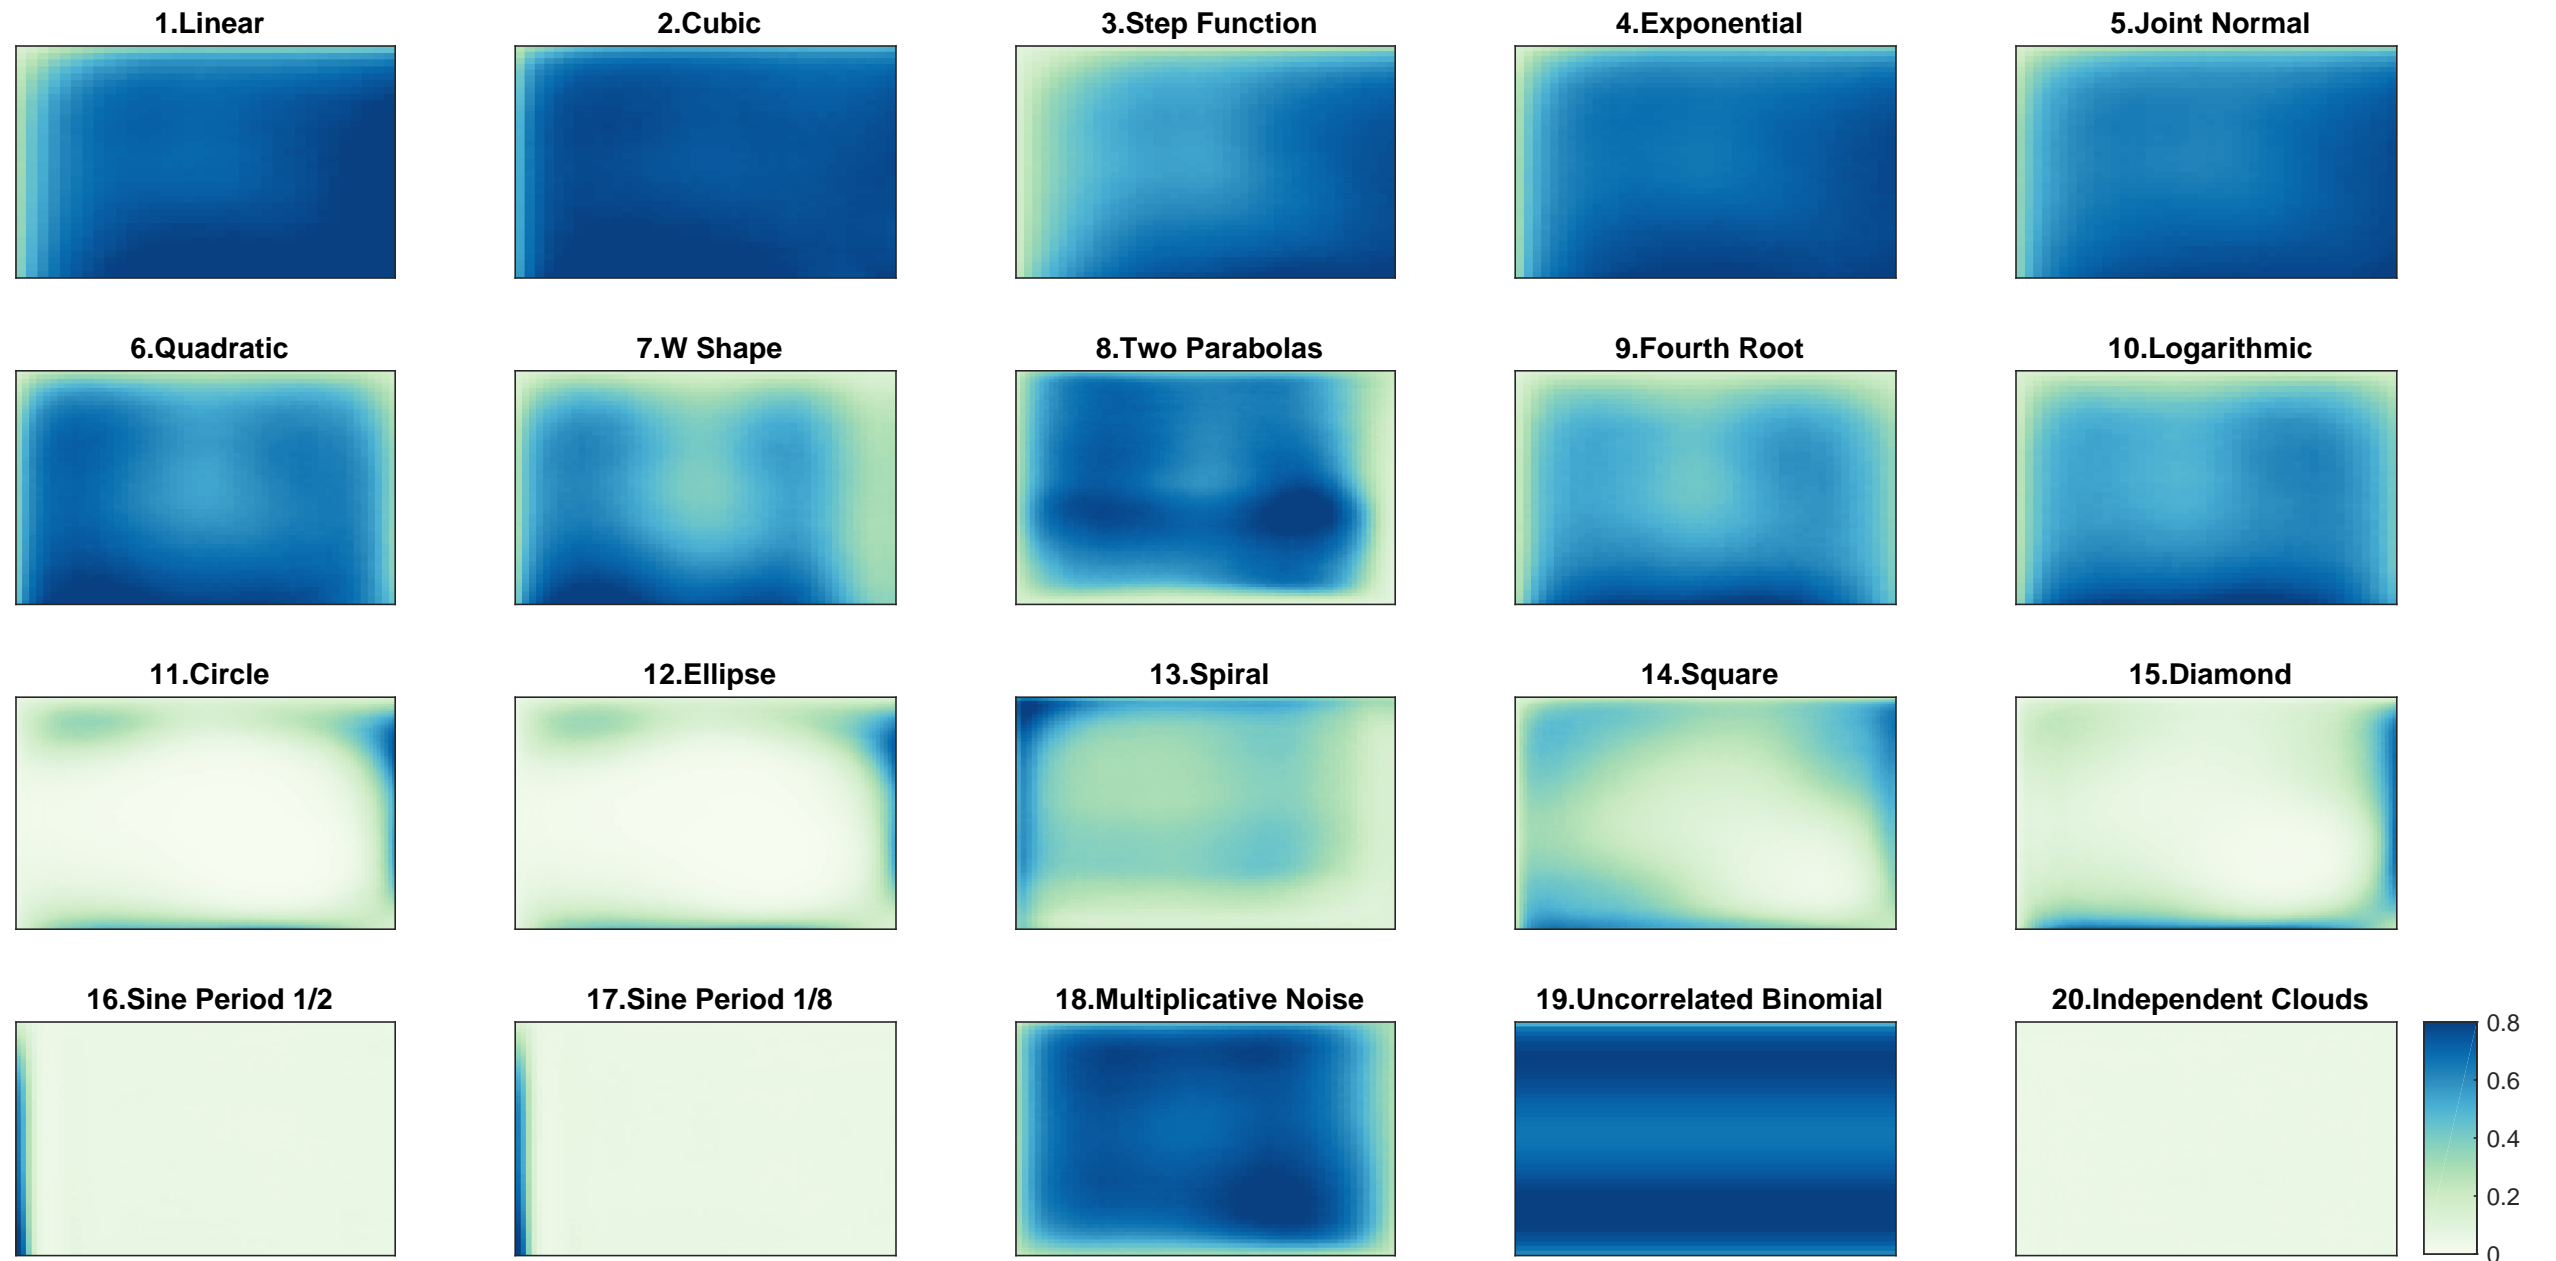 1.Linear
2.Cubic
3.Step Function
4.Exponential
5.Joint Normal
6.Quadratic
7.W Shape
8.Two Parabolas
9.Fourth Root
10.Logarithmic
11.Circle
12.Ellipse
13.Spiral
14.Square
15.Diamond
16.Sine Period 1/2
17.Sine Period 1/8
18.Multiplicative Noise
19.Uncorrelated Binomial
20.Independent Clouds
0.8
0.6
0.4
0.2
0